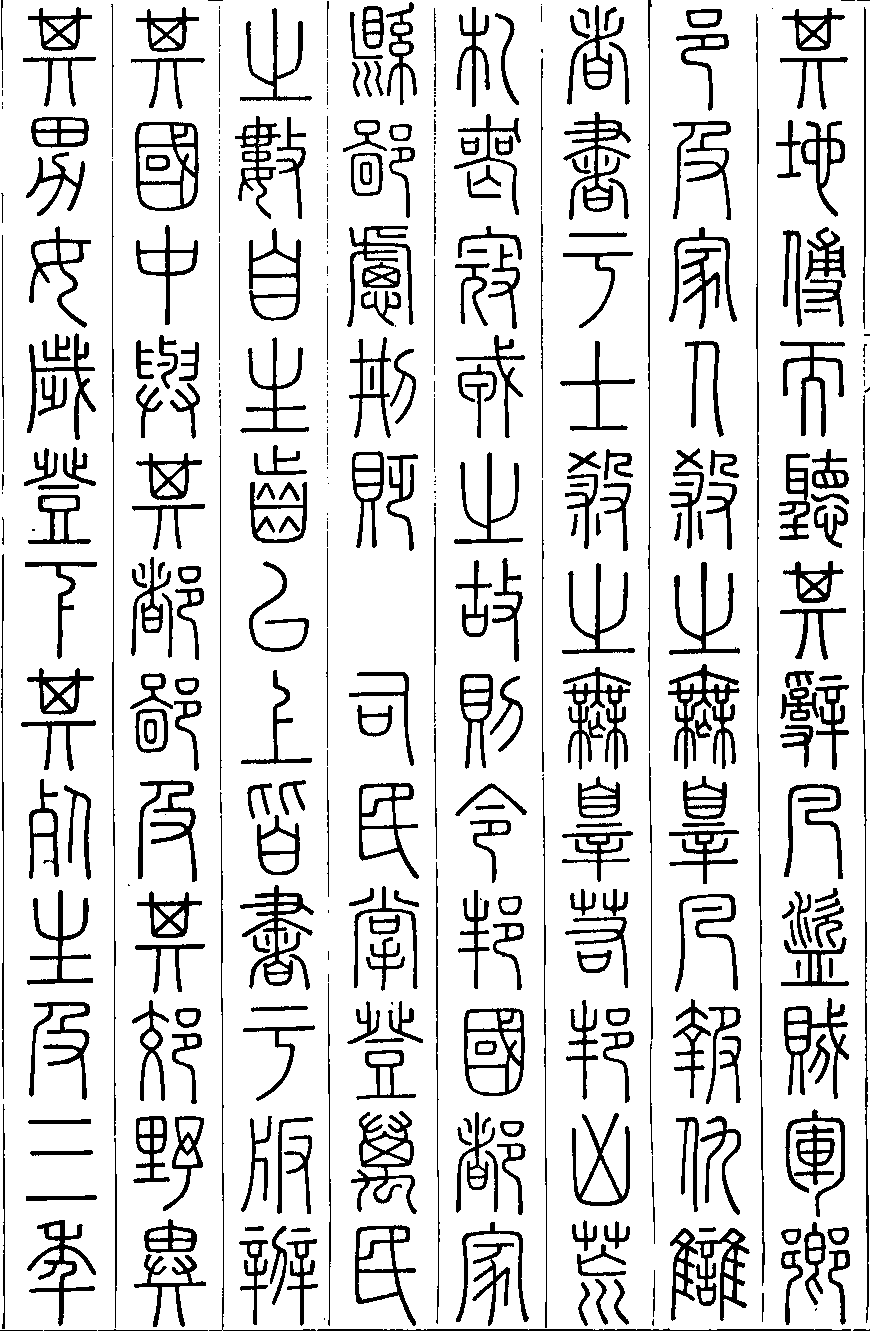 其地傅而聽其辭凡盜賊軍鄉
邑及家人殺之無辠凡報仇讎
者書于士殺之無辠若邦凶荒
札喪寇戎之故則令邦國都家
縣鄙慮刑貶　司民掌登萬民
之數自生齒以上皆書于版辨
其國中與其都鄙及其郊野異
其男女歲登下其死生及三年